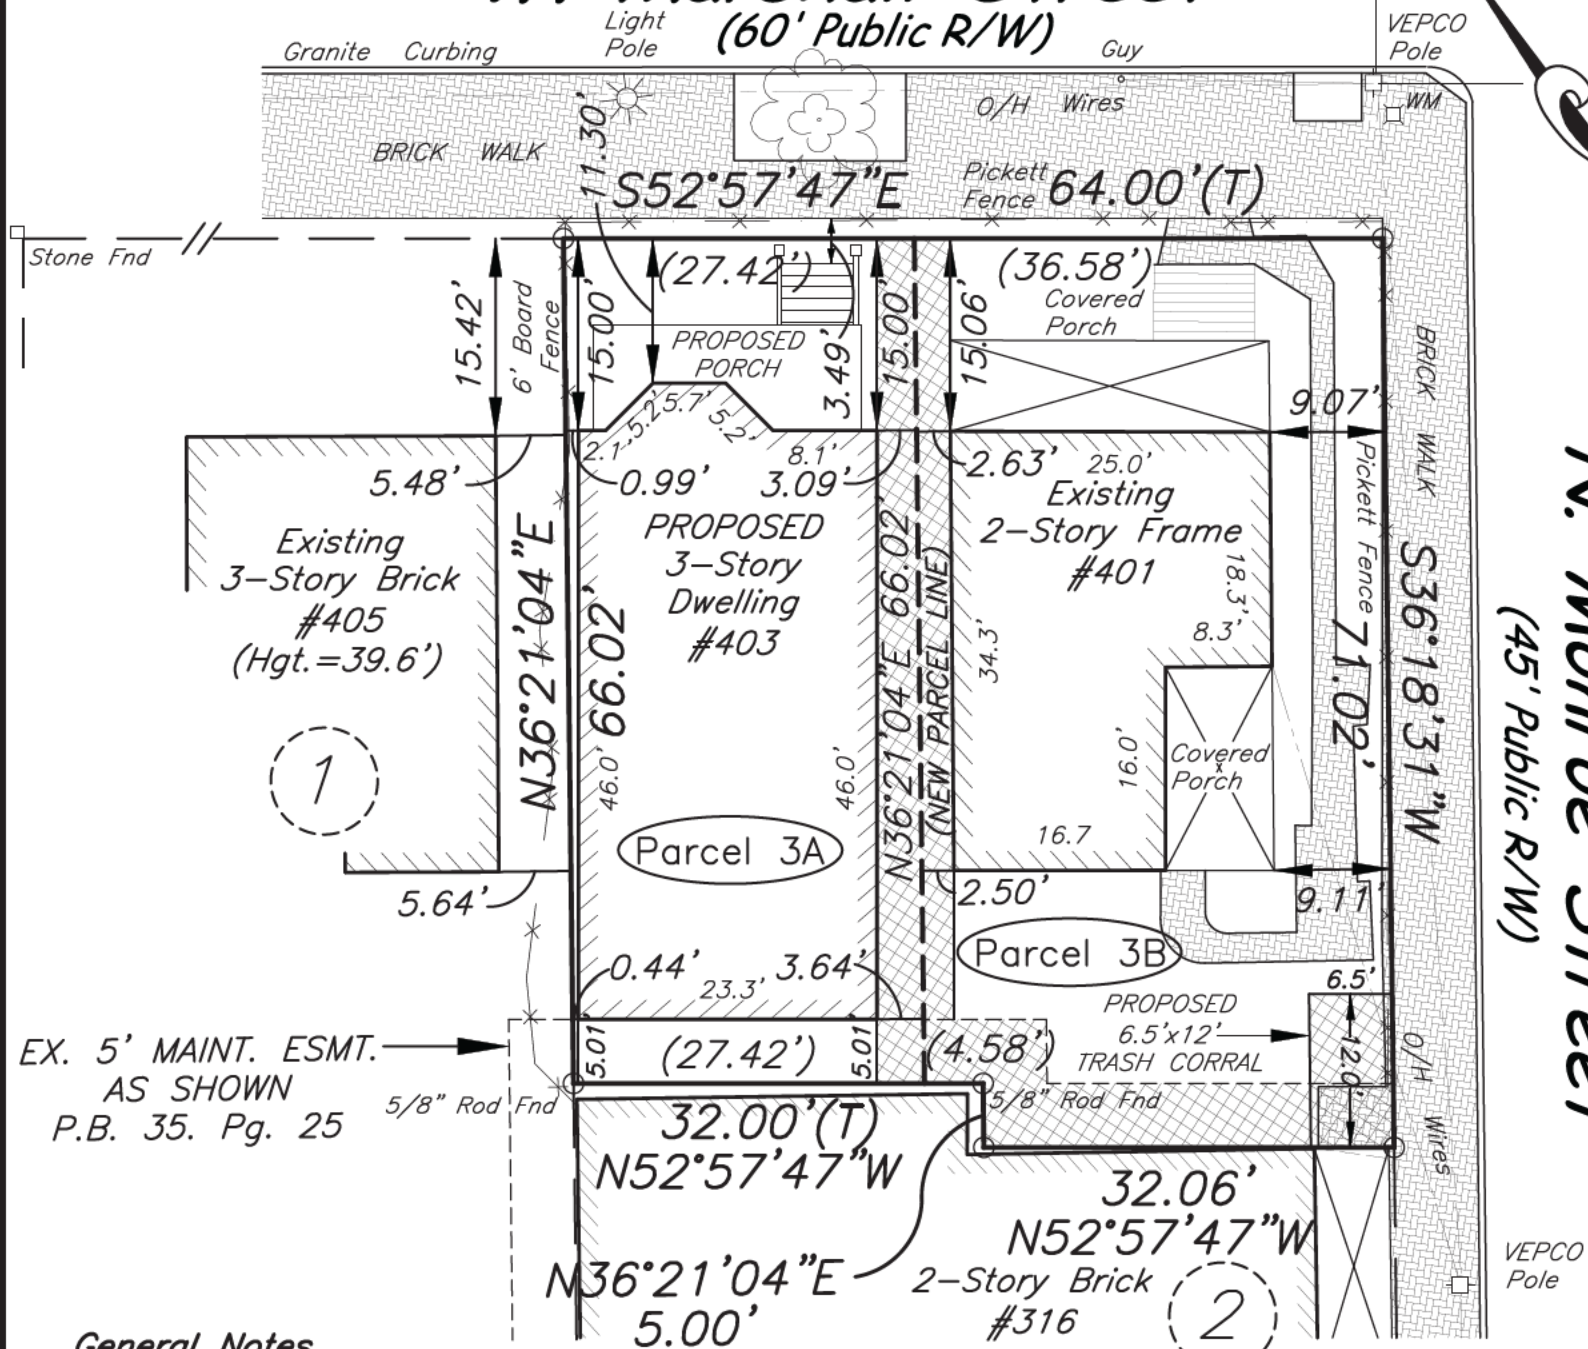 W. Marshall Street
(60' Public R/W)
Granite Curbing
Light
Pole
Guy
VEPCO
Pole
O/H Wires
WM
BRICK WALK
11.30'
S52°57'47"E
Pickett
Fence
64.00'(T)
Stone Fnd
15.42'
6' Board
Fence
15.00'
(27.42')
PROPOSED
PORCH
3.49'
15.00'
15.06'
(36.58')
Covered
Porch
9.07'
BRICK WALK
2.1'
5.2'
5.7'
5.2'
8.1'
5.48'
0.99'
3.09'
2.63'
25.0'
Pickett Fence
Existing
3-Story Brick
#405
(Hgt.=39.6')
N36°21'04"E
66.02'
PROPOSED
3-Story
Dwelling
#403
N36°21'04"E 66.02'
(NEW PARCEL LINE)
Existing
2-Story Frame
#401
18.3'
8.3'
34.3'
71.02'
S36°18'31"W
N. Monroe Street
(45' Public R/W)
1
46.0'
46.0'
16.0'
Covered
Porch
16.7
Parcel 3A
5.64'
2.50'
9.11'
Parcel 3B
0.44'
23.3'
3.64'
6.5'
EX. 5' MAINT. ESMT.
AS SHOWN
P.B. 35. Pg. 25
5.01'
(27.42')
5.01'
(4.58')
PROPOSED
6.5'x12'
TRASH CORRAL
12.0'
O/H Wires
5/8" Rod Fnd
5/8" Rod Fnd
32.00'(T)
N52°57'47"W
32.06'
N52°57'47"W
N36°21'04"E
5.00'
2-Story Brick
#316
2
VEPCO
Pole
General Notes